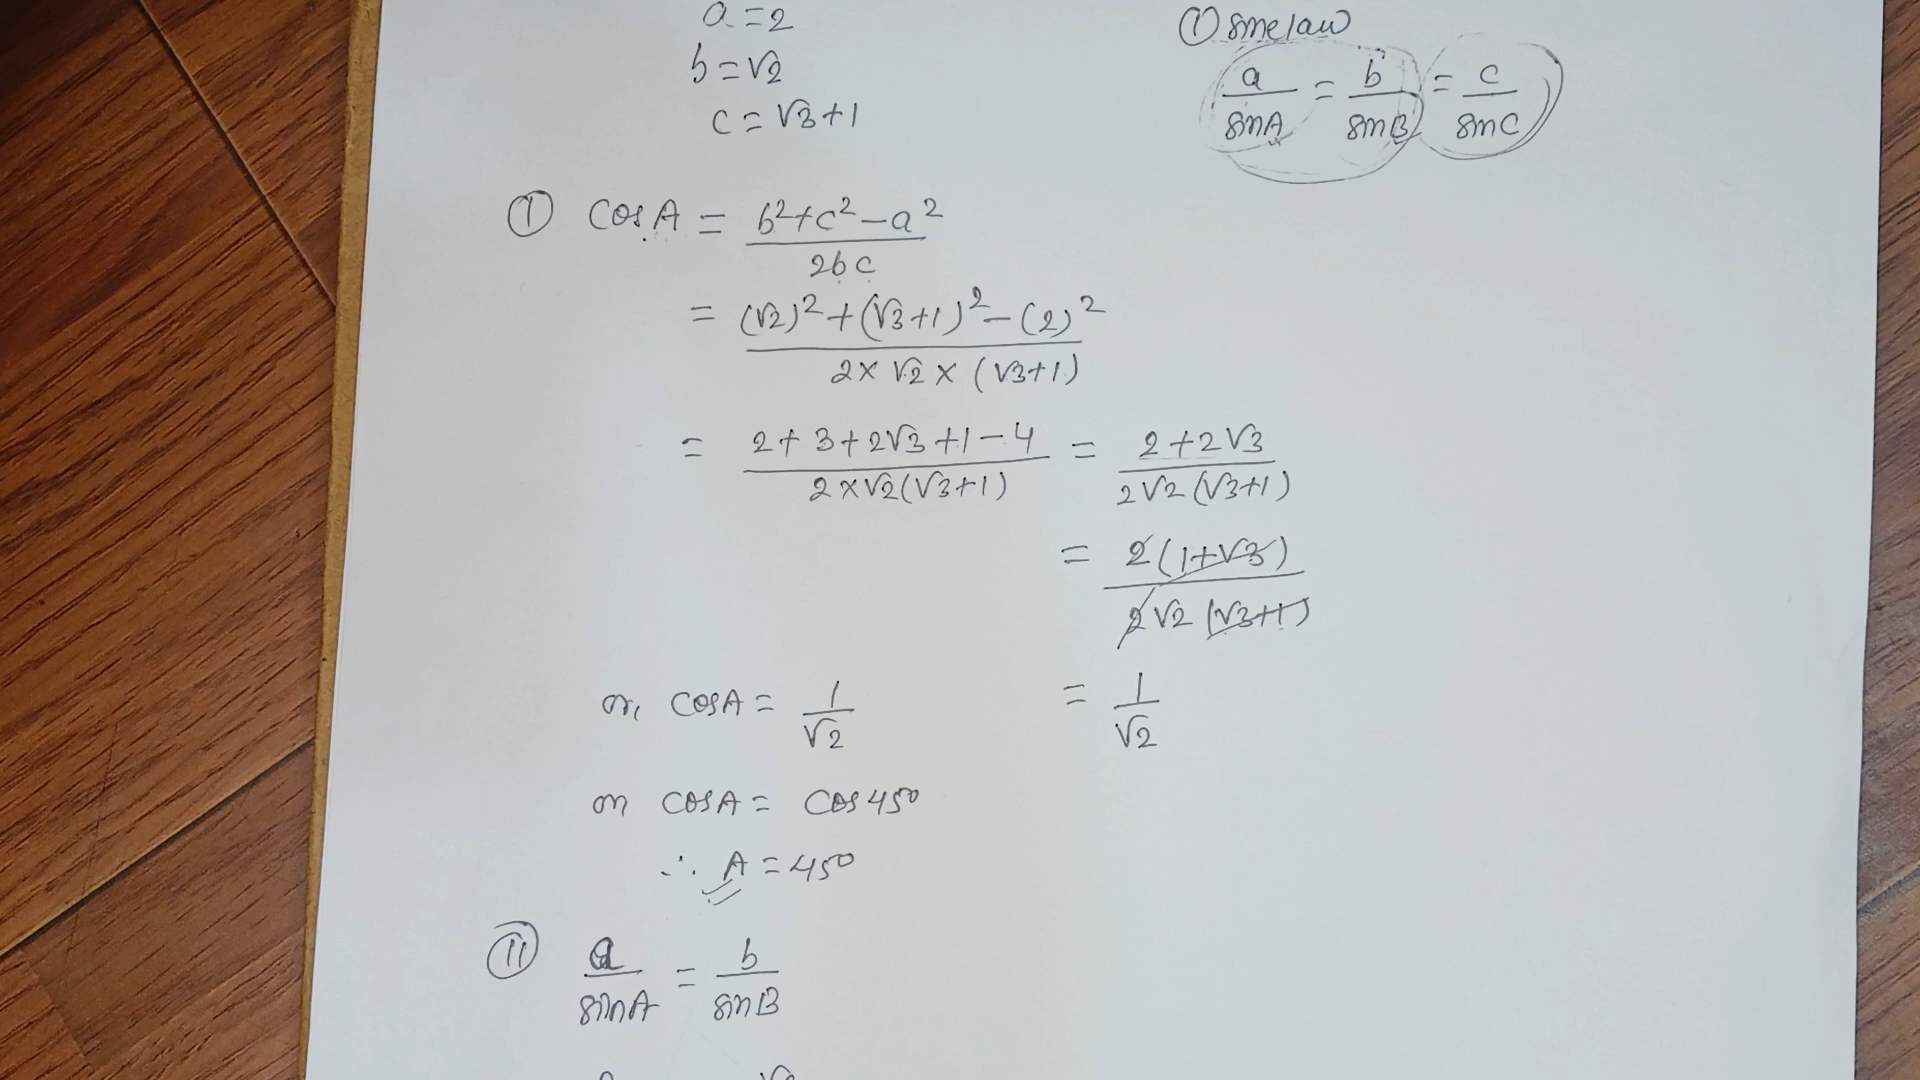 a = 2
b = √2
c = √3+1
① sine law
a/sinA = b/sinB = c/sinC
① cosA = b²+c²-a² / 2bc
= (√2)²+(√3+1)²-(2)² / 2×√2×(√3+1)
= 2+3+2√3+1-4 / 2×√2(√3+1) = 2+2√3 / 2√2(√3+1)
= 2(1+√3) / 2√2(√3+1)
or, cosA = 1/√2 = 1/√2
or cosA = cos45°
∴ A = 45°
⑪ a/sinA = b/sinB